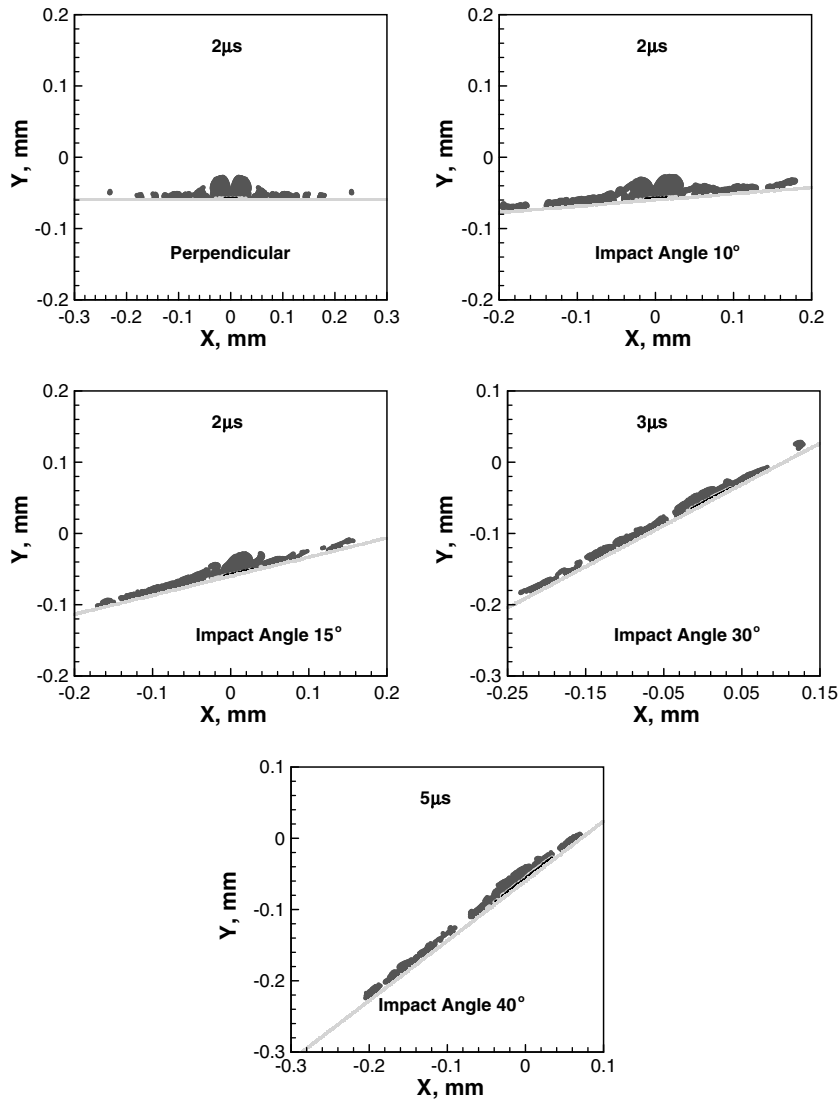 0.2
2μs
0.1
0
Y, mm
-0.1
Perpendicular
-0.2
-0.3 -0.2 -0.1 0 0.1 0.2 0.3
X, mm
0.2
2μs
0.1
0
Y, mm
-0.1
Impact Angle 10°
-0.2
-0.2 -0.1 0 0.1 0.2
X, mm
0.2
2μs
0.1
0
Y, mm
-0.1
Impact Angle 15°
-0.2
-0.2 -0.1 0 0.1 0.2
X, mm
0.1
3μs
0
Y, mm
-0.1
-0.2
Impact Angle 30°
-0.3
-0.25 -0.15 -0.05 0.05 0.15
X, mm
0.1
5μs
0
Y, mm
-0.1
-0.2
Impact Angle 40°
-0.3
-0.3 -0.2 -0.1 0 0.1
X, mm